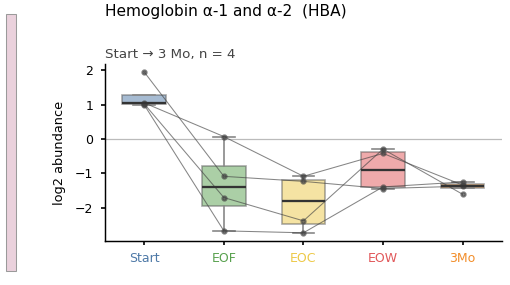 Hemoglobin α-1 and α-2 (HBA)
Start → 3 Mo, n = 4
log2 abundance
2
1
0
−1
−2
Start EOF EOC EOW 3Mo